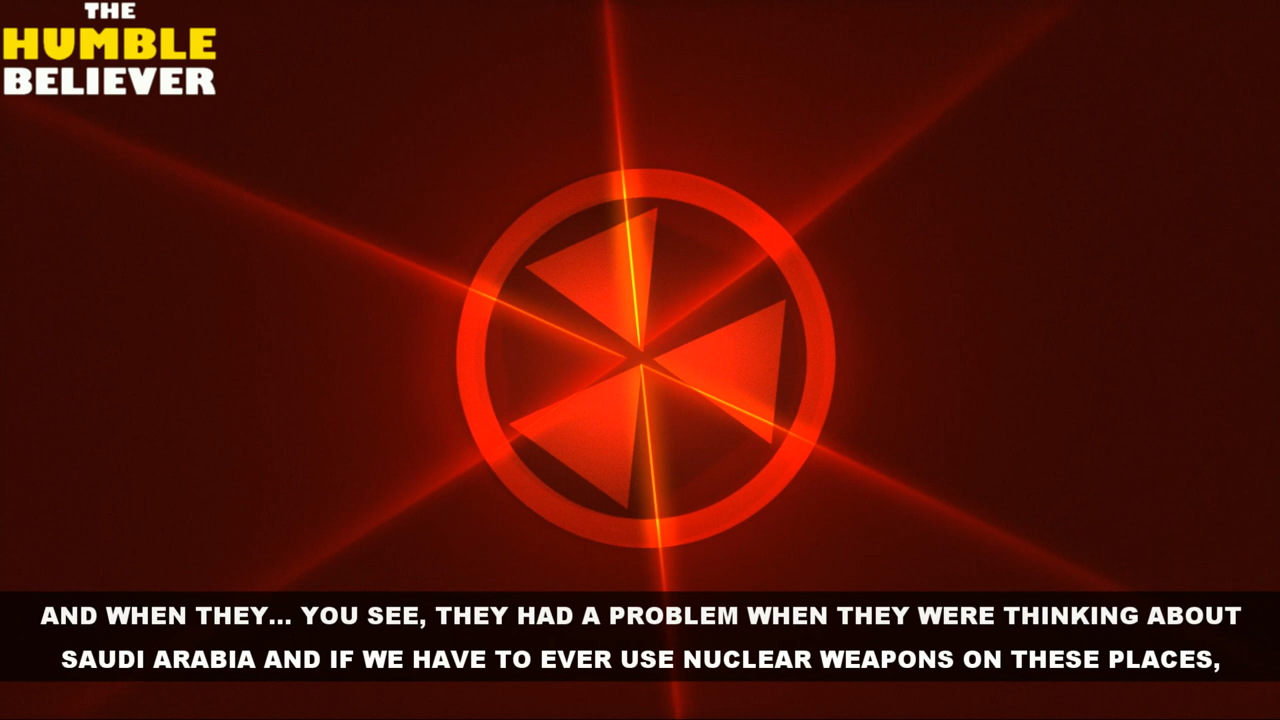 THE
HUMBLE
BELIEVER
AND WHEN THEY... YOU SEE, THEY HAD A PROBLEM WHEN THEY WERE THINKING ABOUT
SAUDI ARABIA AND IF WE HAVE TO EVER USE NUCLEAR WEAPONS ON THESE PLACES,